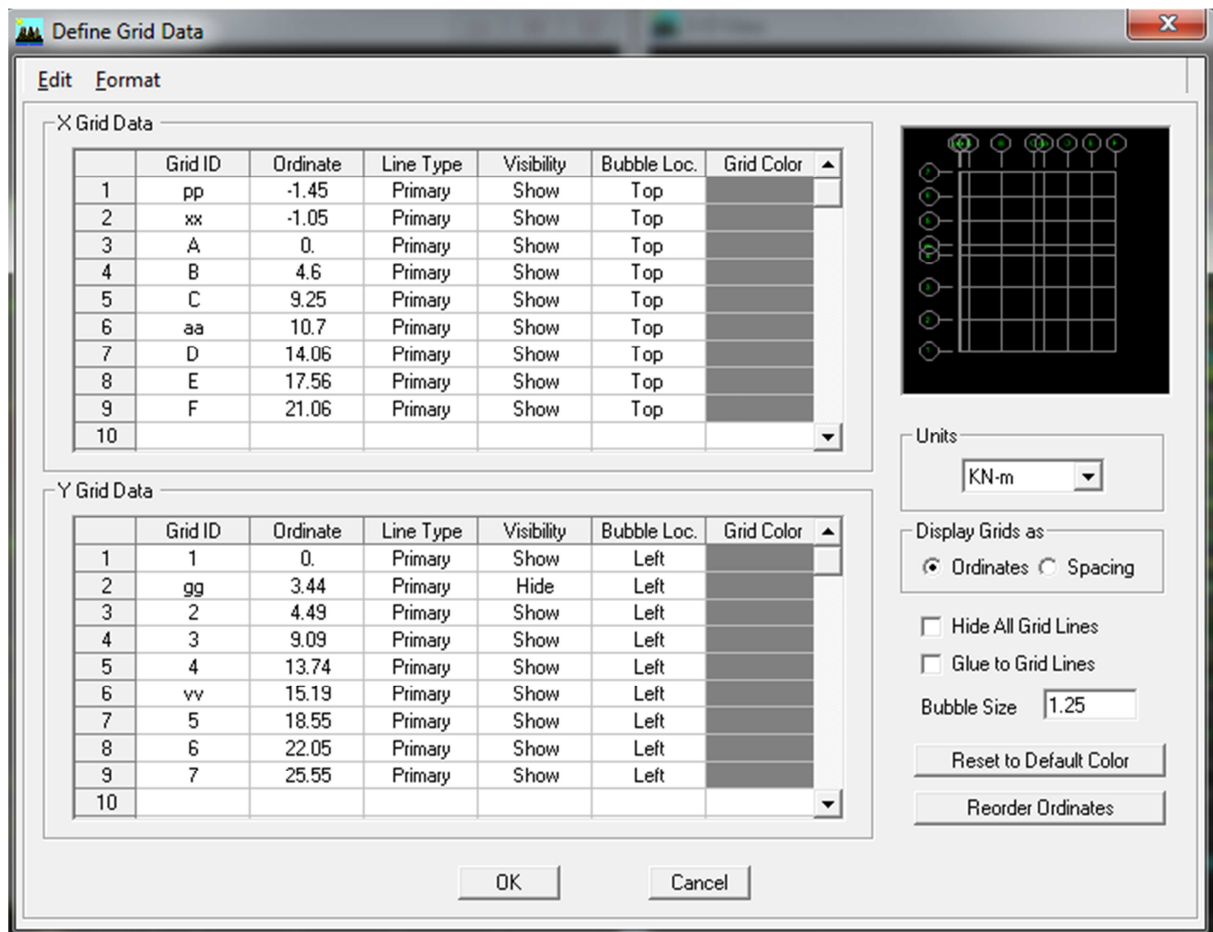 Define Grid Data
Edit Format
X Grid Data
Grid ID Ordinate Line Type Visibility Bubble Loc. Grid Color
1 pp -1.45 Primary Show Top
2 xx -1.05 Primary Show Top
3 A 0. Primary Show Top
4 B 4.6 Primary Show Top
5 C 9.25 Primary Show Top
6 aa 10.7 Primary Show Top
7 D 14.06 Primary Show Top
8 E 17.56 Primary Show Top
9 F 21.06 Primary Show Top
10
Y Grid Data
Grid ID Ordinate Line Type Visibility Bubble Loc. Grid Color
1 1 0. Primary Show Left
2 gg 3.44 Primary Hide Left
3 2 4.49 Primary Show Left
4 3 9.09 Primary Show Left
5 4 13.74 Primary Show Left
6 vv 15.19 Primary Show Left
7 5 18.55 Primary Show Left
8 6 22.05 Primary Show Left
9 7 25.55 Primary Show Left
10
Units
KN-m
Display Grids as
Ordinates Spacing
Hide All Grid Lines
Glue to Grid Lines
Bubble Size 1.25
Reset to Default Color
Reorder Ordinates
OK Cancel